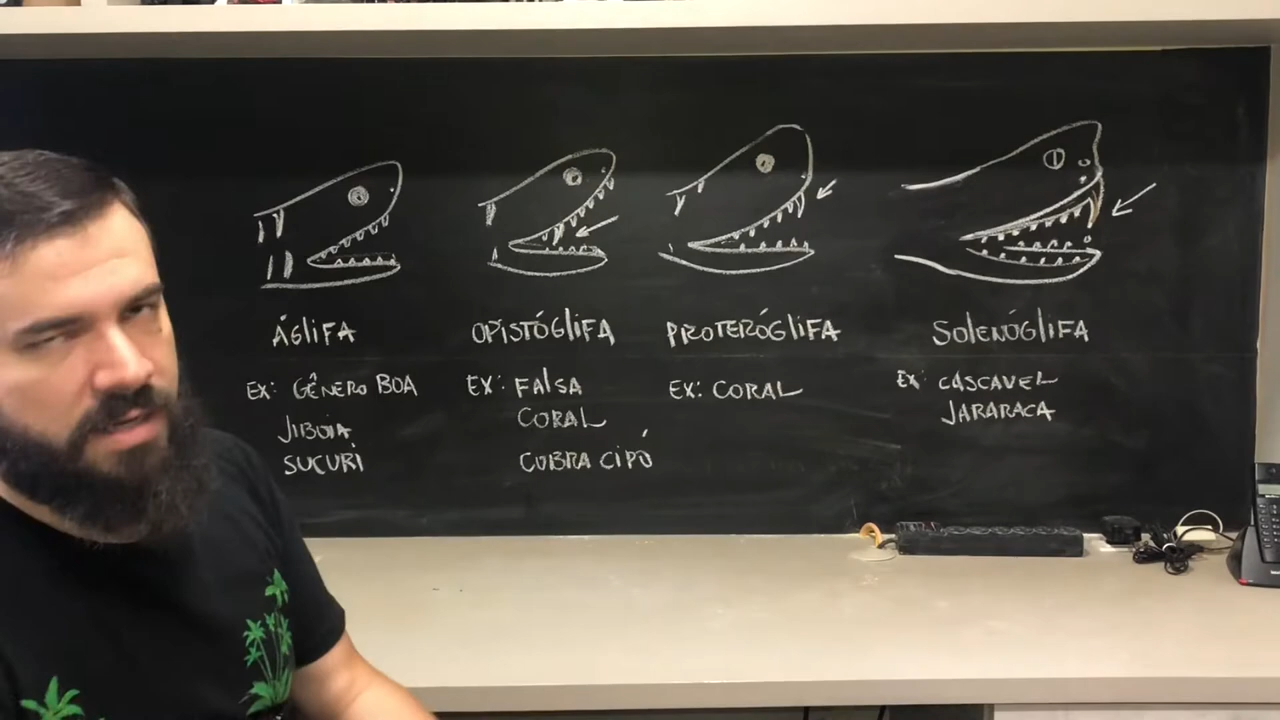 ÁGLIFA
EX: GÊNERO BOA
JIBOIA
SUCURI
OPISTÓGLIFA
EX: FALSA
CORAL
COBRA CIPÓ
PROTERÓGLIFA
EX: CORAL
SOLENÓGLIFA
EX: CASCAVEL
JARARACA